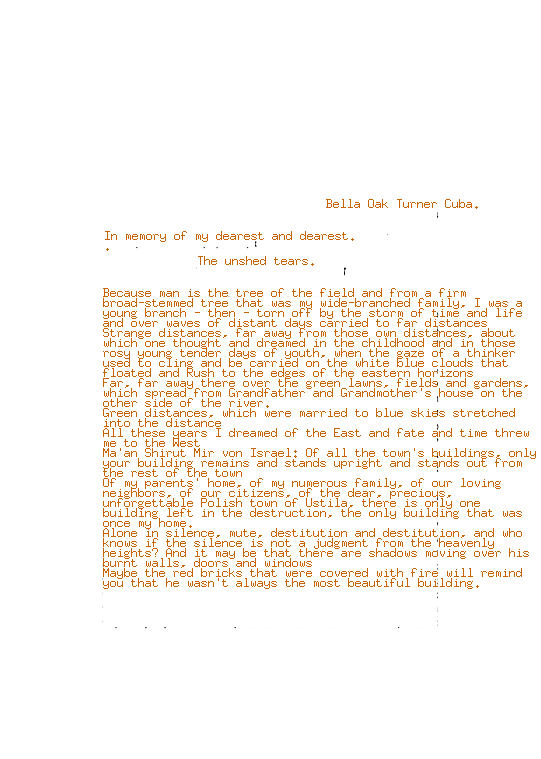 Bella Oak Turner Cuba.
In memory of my dearest and dearest.
The unshed tears.
Because man is the tree of the field and from a firm
broad-stemmed tree that was my wide-branched family, I was a
young branch - then - torn off by the storm of time and life
and over waves of distant days carried to far distances
Strange distances, far away from those own distances, about
which one thought and dreamed in the childhood and in those
rosy young tender days of youth, when the gaze of a thinker
used to cling and be carried on the white blue clouds that
floated and Rush to the edges of the eastern horizons
Far, far away there over the green lawns, fields and gardens,
which spread from Grandfather and Grandmother's house on the
other side of the river.
Green distances, which were married to blue skies stretched
into the distance
All these years I dreamed of the East and fate and time threw
me to the West
Ma'an Shirut Mir von Israel: Of all the town's buildings, only
your building remains and stands upright and stands out from
the rest of the town
Of my parents' home, of my numerous family, of our loving
neighbors, of our citizens, of the dear, precious,
unforgettable Polish town of Ustila, there is only one
building left in the destruction, the only building that was
once my home.
Alone in silence, mute, destitution and destitution, and who
knows if the silence is not a judgment from the heavenly
heights? And it may be that there are shadows moving over his
burnt walls, doors and windows
Maybe the red bricks that were covered with fire will remind
you that he wasn't always the most beautiful building.